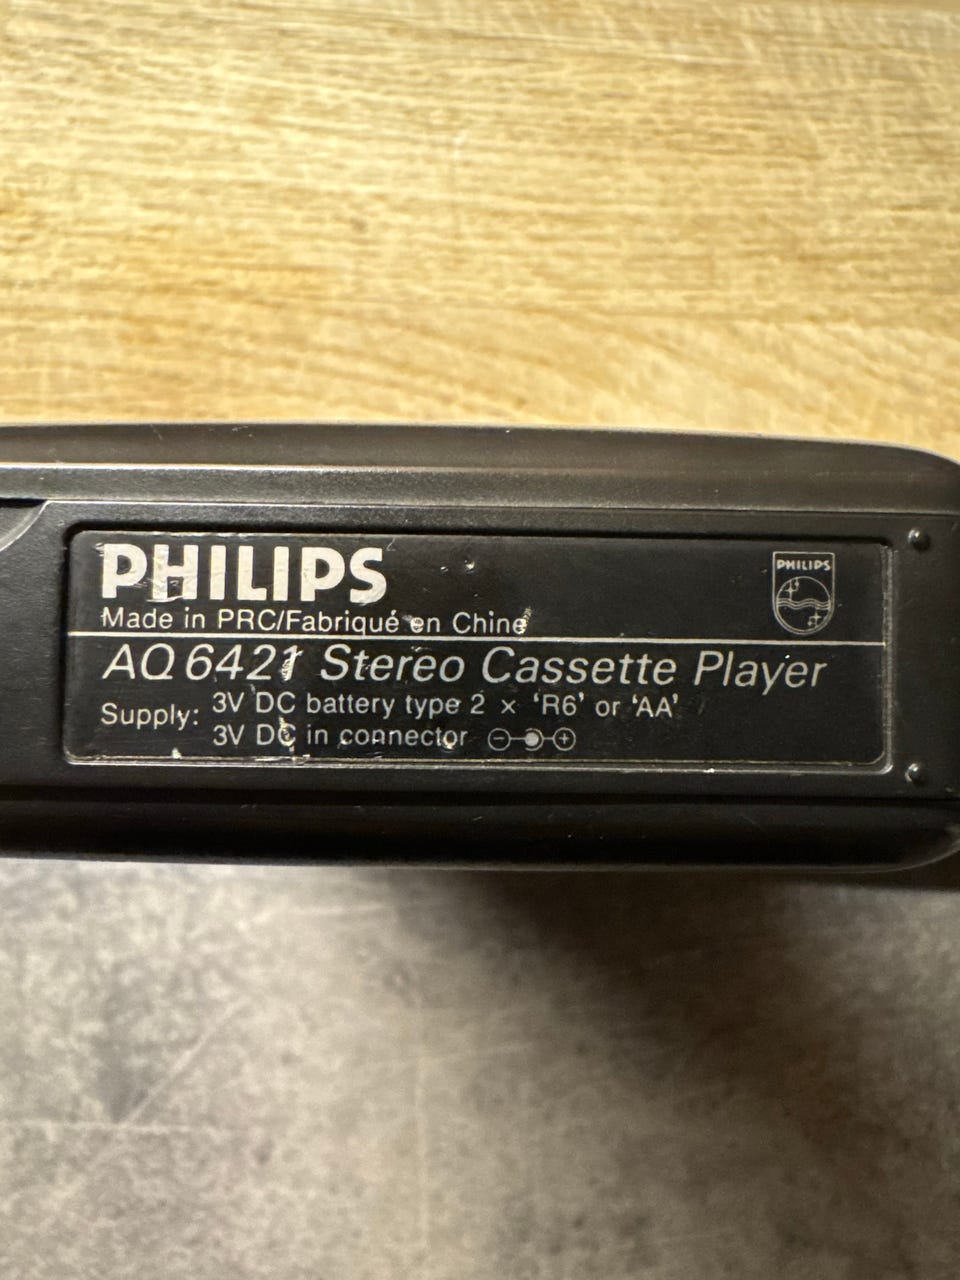 PHILIPS
PHILIPS
Made in PRC/Fabriqué en Chine
AQ 6421 Stereo Cassette Player
Supply: 3V DC battery type 2 x ‘R6’ or ‘AA’
3V DC in connector